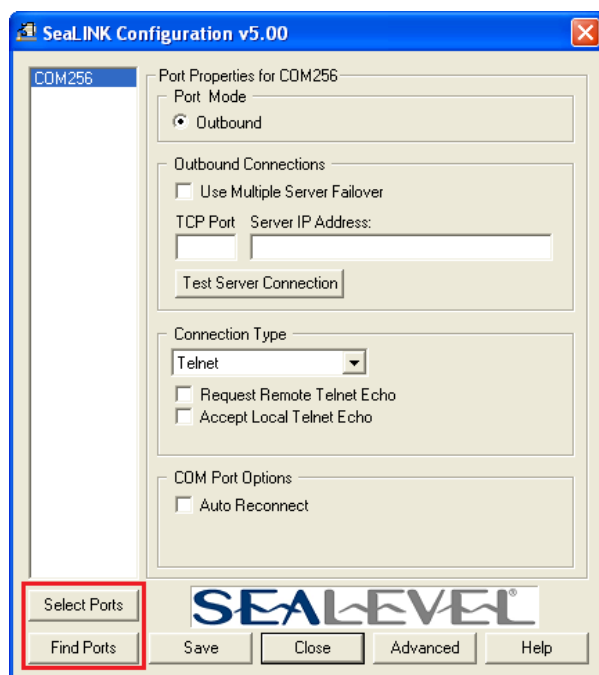 SeaLINK Configuration v5.00
COM256
Port Properties for COM256
Port Mode
Outbound
Outbound Connections
Use Multiple Server Failover
TCP Port Server IP Address:
Test Server Connection
Connection Type
Telnet
Request Remote Telnet Echo
Accept Local Telnet Echo
COM Port Options
Auto Reconnect
Select Ports
SEALEVEL®
Find Ports Save Close Advanced Help